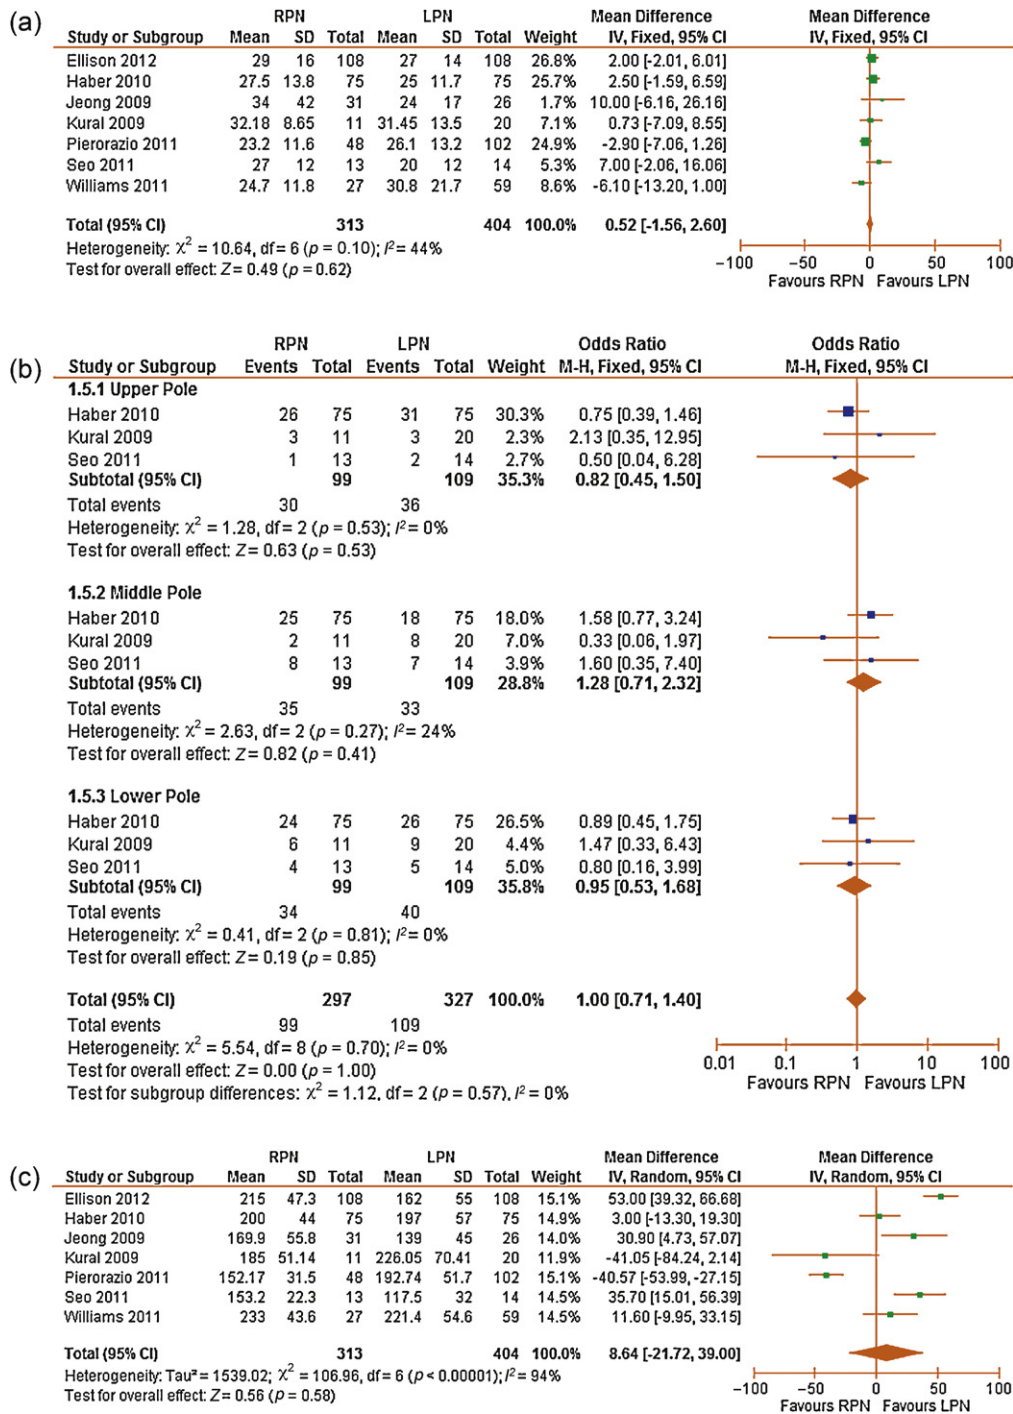 (a)
RPN LPN Mean Difference Mean Difference
Study or Subgroup Mean SD Total Mean SD Total Weight IV, Fixed, 95% CI IV, Fixed, 95% CI
Ellison 2012 29 16 108 27 14 108 26.8% 2.00 [-2.01, 6.01]
Haber 2010 27.5 13.8 75 25 11.7 75 25.7% 2.50 [-1.59, 6.59]
Jeong 2009 34 42 31 24 17 26 1.7% 10.00 [-6.16, 26.16]
Kural 2009 32.18 8.65 11 31.45 13.5 20 7.1% 0.73 [-7.09, 8.55]
Pierorazio 2011 23.2 11.6 48 26.1 13.2 102 24.9% -2.90 [-7.06, 1.26]
Seo 2011 27 12 13 20 12 14 5.3% 7.00 [-2.06, 16.06]
Williams 2011 24.7 11.8 27 30.8 21.7 59 8.6% -6.10 [-13.20, 1.00]
Total (95% CI) 313 404 100.0% 0.52 [-1.56, 2.60]
Heterogeneity: χ² = 10.64, df = 6 (p = 0.10); I² = 44%
Test for overall effect: Z = 0.49 (p = 0.62)
−100 −50 0 50 100
Favours RPN Favours LPN
(b)
RPN LPN Odds Ratio Odds Ratio
Study or Subgroup Events Total Events Total Weight M-H, Fixed, 95% CI M-H, Fixed, 95% CI
1.5.1 Upper Pole
Haber 2010 26 75 31 75 30.3% 0.75 [0.39, 1.46]
Kural 2009 3 11 3 20 2.3% 2.13 [0.35, 12.95]
Seo 2011 1 13 2 14 2.7% 0.50 [0.04, 6.28]
Subtotal (95% CI) 99 109 35.3% 0.82 [0.45, 1.50]
Total events 30 36
Heterogeneity: χ² = 1.28, df = 2 (p = 0.53); I² = 0%
Test for overall effect: Z = 0.63 (p = 0.53)
1.5.2 Middle Pole
Haber 2010 25 75 18 75 18.0% 1.58 [0.77, 3.24]
Kural 2009 2 11 8 20 7.0% 0.33 [0.06, 1.97]
Seo 2011 8 13 7 14 3.9% 1.60 [0.35, 7.40]
Subtotal (95% CI) 99 109 28.8% 1.28 [0.71, 2.32]
Total events 35 33
Heterogeneity: χ² = 2.63, df = 2 (p = 0.27); I² = 24%
Test for overall effect: Z = 0.82 (p = 0.41)
1.5.3 Lower Pole
Haber 2010 24 75 26 75 26.5% 0.89 [0.45, 1.75]
Kural 2009 6 11 9 20 4.4% 1.47 [0.33, 6.43]
Seo 2011 4 13 5 14 5.0% 0.80 [0.16, 3.99]
Subtotal (95% CI) 99 109 35.8% 0.95 [0.53, 1.68]
Total events 34 40
Heterogeneity: χ² = 0.41, df = 2 (p = 0.81); I² = 0%
Test for overall effect: Z = 0.19 (p = 0.85)
Total (95% CI) 297 327 100.0% 1.00 [0.71, 1.40]
Total events 99 109
Heterogeneity: χ² = 5.54, df = 8 (p = 0.70); I² = 0%
Test for overall effect: Z = 0.00 (p = 1.00)
Test for subgroup differences: χ² = 1.12, df = 2 (p = 0.57), I² = 0%
0.01 0.1 1 10 100
Favours RPN Favours LPN
(c)
RPN LPN Mean Difference Mean Difference
Study or Subgroup Mean SD Total Mean SD Total Weight IV, Random, 95% CI IV, Random, 95% CI
Ellison 2012 215 47.3 108 162 55 108 15.1% 53.00 [39.32, 66.68]
Haber 2010 200 44 75 197 57 75 14.9% 3.00 [-13.30, 19.30]
Jeong 2009 169.9 55.8 31 139 45 26 14.0% 30.90 [4.73, 57.07]
Kural 2009 185 51.14 11 226.05 70.41 20 11.9% -41.05 [-84.24, 2.14]
Pierorazio 2011 152.17 31.5 48 192.74 51.7 102 15.1% -40.57 [-53.99, -27.15]
Seo 2011 153.2 22.3 13 117.5 32 14 14.5% 35.70 [15.01, 56.39]
Williams 2011 233 43.6 27 221.4 54.6 59 14.5% 11.60 [-9.95, 33.15]
Total (95% CI) 313 404 100.0% 8.64 [-21.72, 39.00]
Heterogeneity: Tau² = 1539.02; χ² = 106.96, df = 6 (p < 0.00001); I² = 94%
Test for overall effect: Z = 0.56 (p = 0.58)
−100 −50 0 50 100
Favours RPN Favours LPN